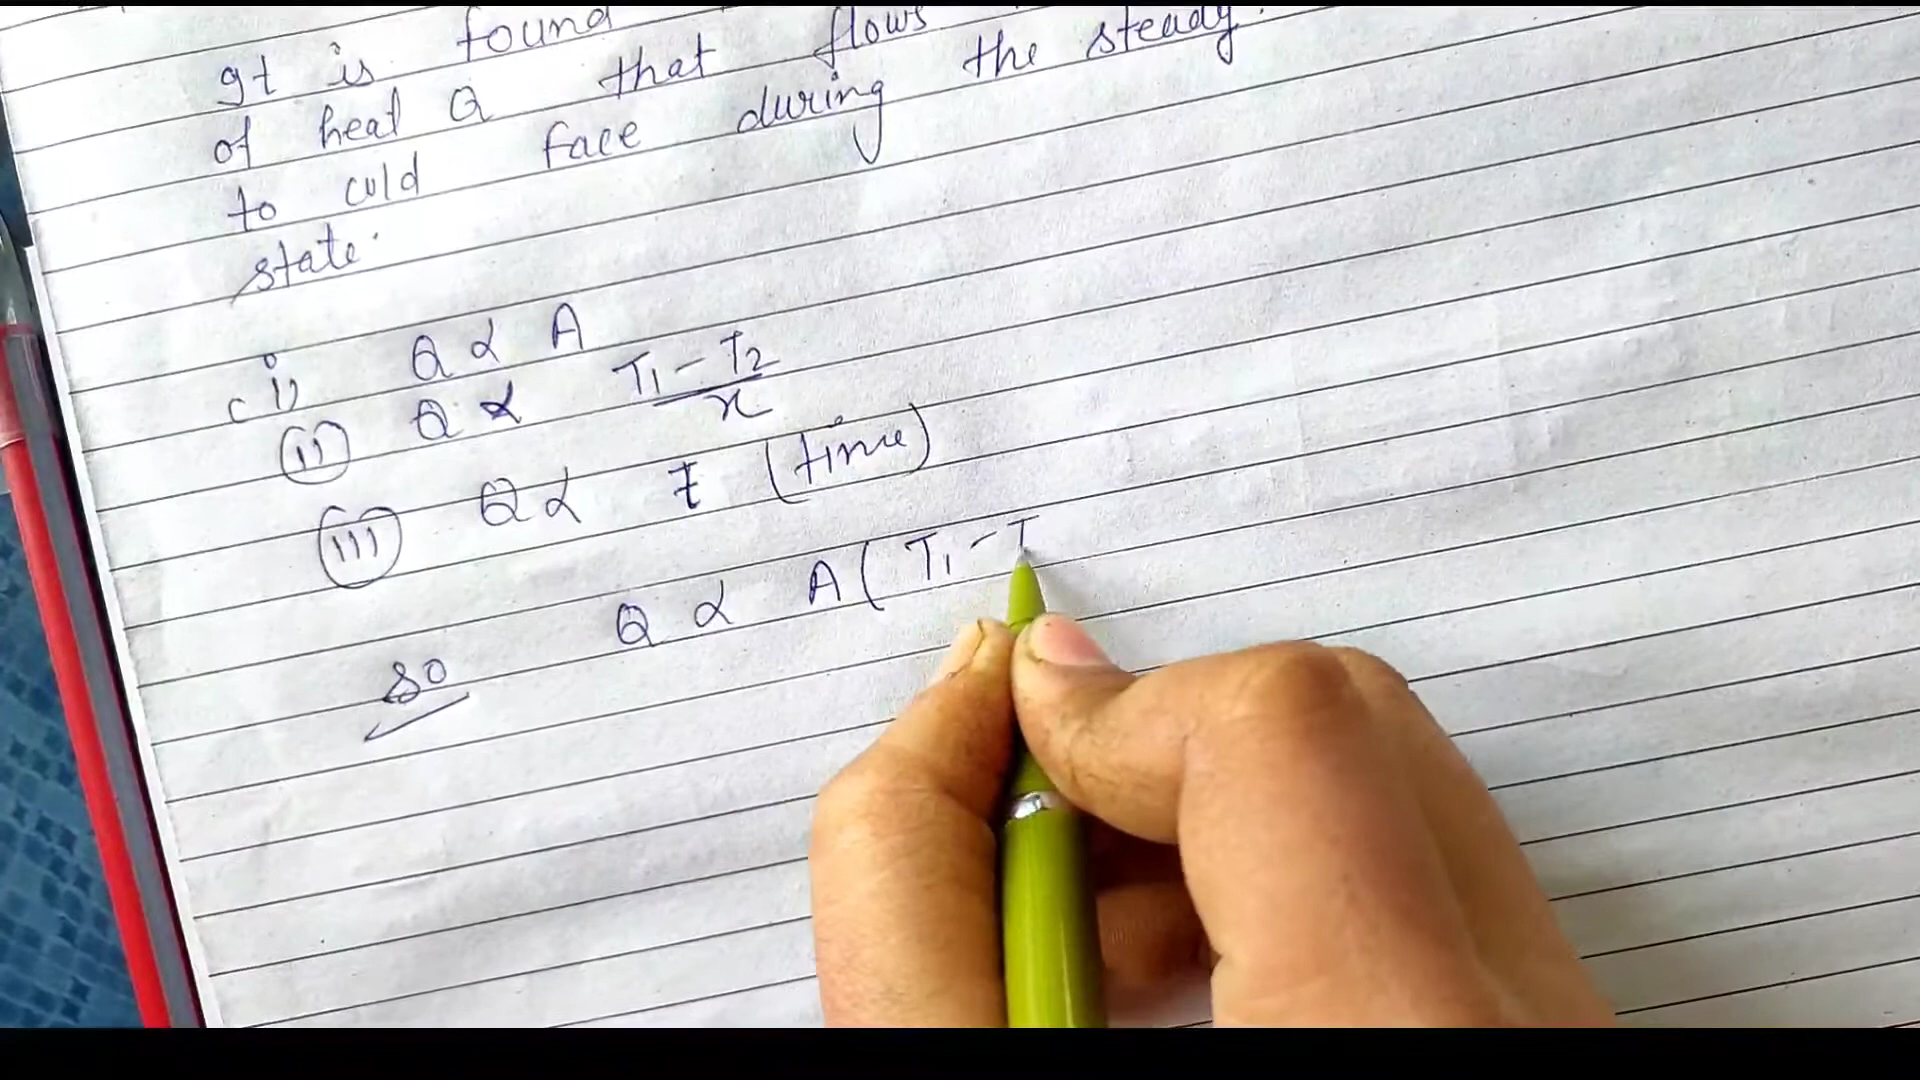 It is found
of heat Q that flows
to cold face during the steady
state.
(i) Q α A
(ii) Q α T₁ - T₂ / x
(iii) Q α t (time)
So Q α A ( T₁ - T